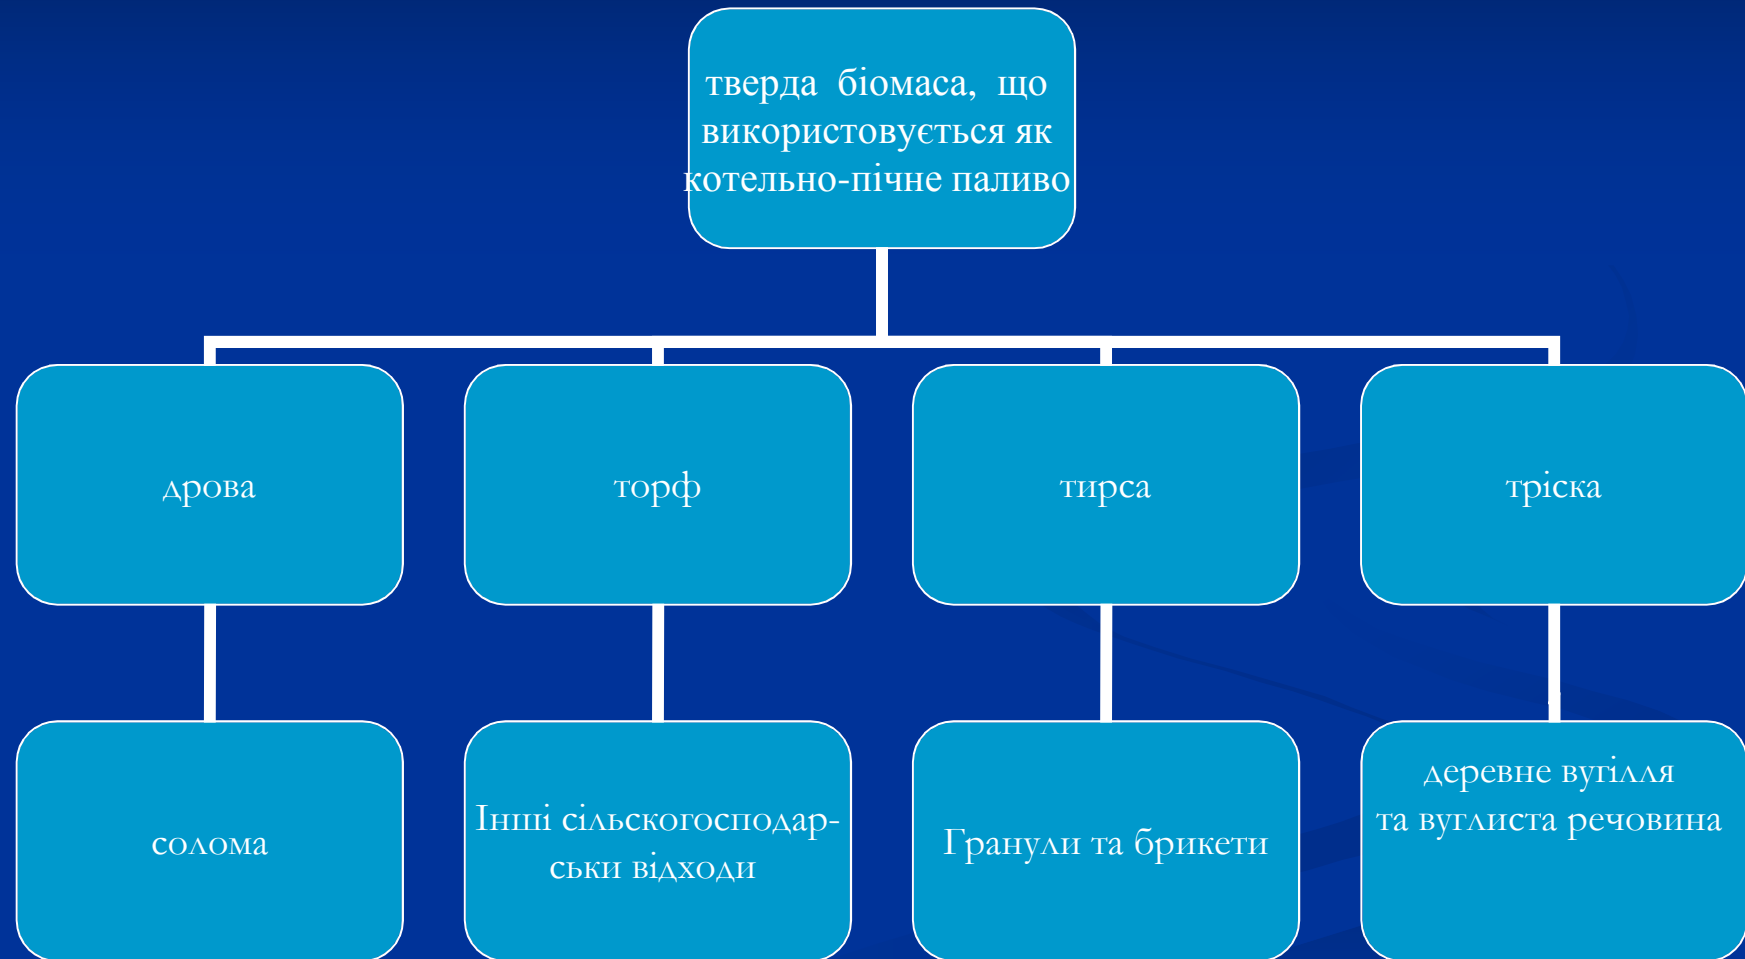 тверда біомаса, що
використовується як
котельно-пічне паливо
дрова
торф
тирса
тріска
солома
Інші сільскогосподар-
ськи відходи
Гранули та брикети
деревне вугілля
та вуглиста речовина